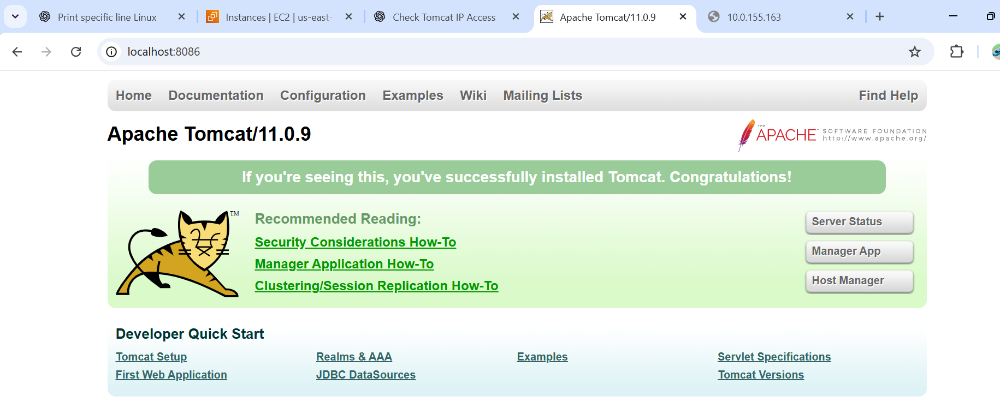 Print specific line Linux
Instances | EC2 | us-east-
Check Tomcat IP Access
Apache Tomcat/11.0.9
10.0.155.163
localhost:8086
Home Documentation Configuration Examples Wiki Mailing Lists Find Help
Apache Tomcat/11.0.9
THE APACHE® SOFTWARE FOUNDATION
http://www.apache.org/
If you're seeing this, you've successfully installed Tomcat. Congratulations!
TM
Recommended Reading:
Security Considerations How-To
Manager Application How-To
Clustering/Session Replication How-To
Server Status
Manager App
Host Manager
Developer Quick Start
Tomcat Setup Realms & AAA Examples Servlet Specifications
First Web Application JDBC DataSources Tomcat Versions